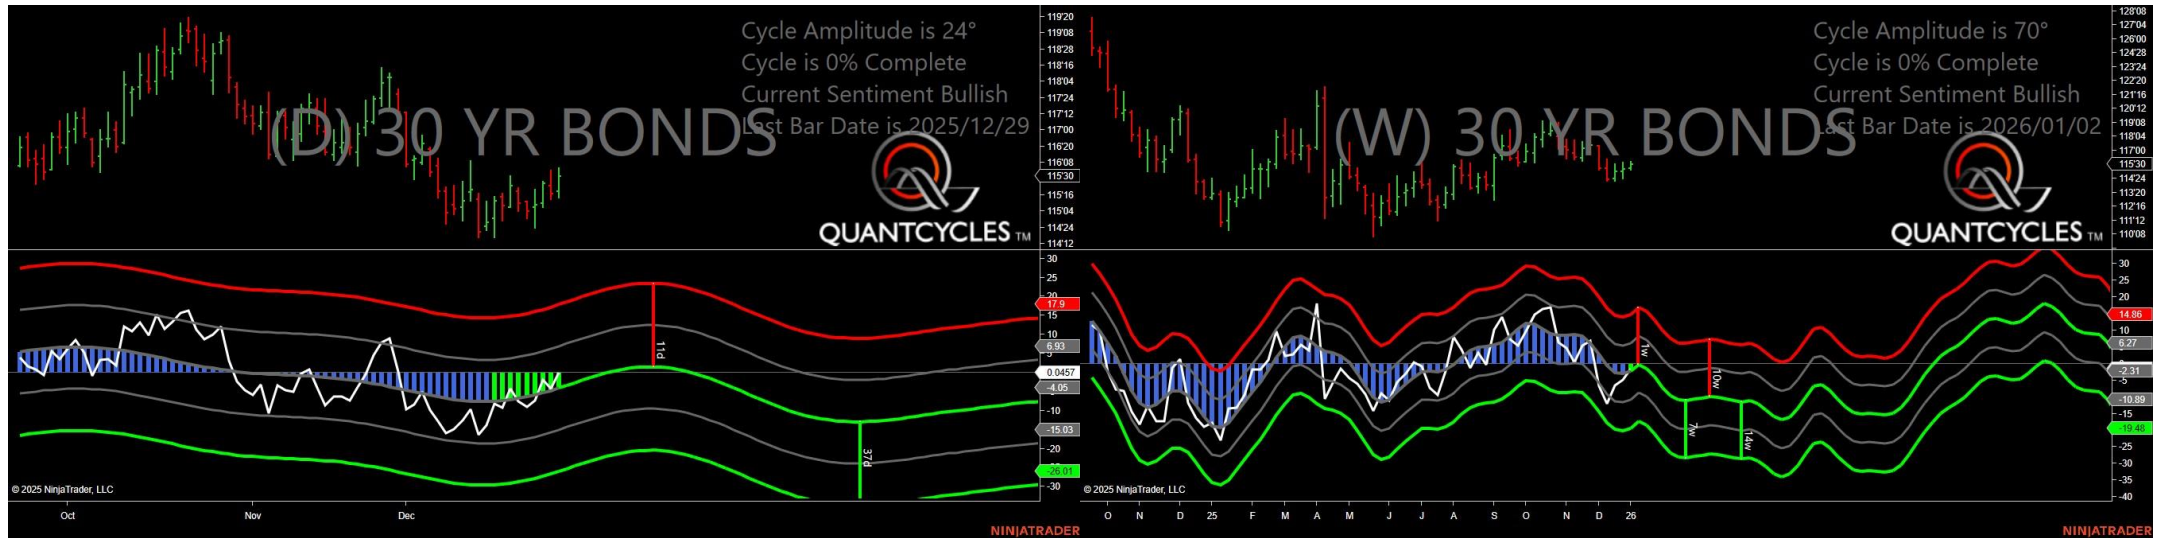 Cycle Amplitude is 24°
Cycle is 0% Complete
Current Sentiment Bullish
Last Bar Date is 2025/12/29
(D) 30 YR BONDS
QUANTCYCLES TM
119'20
119'08
118'28
118'16
118'04
117'24
117'12
117'00
116'20
116'08
115'30
115'16
115'04
114'24
114'12
30
25
20
17.9
15
10
6.93
5
0.0457
-4.05
-10
-15.03
-20
-26.01
-30
11d
37d
© 2025 NinjaTrader, LLC
Oct
Nov
Dec
NINJATRADER
Cycle Amplitude is 70°
Cycle is 0% Complete
Current Sentiment Bullish
Last Bar Date is 2026/01/02
(W) 30 YR BONDS
QUANTCYCLES TM
128'08
127'04
126'00
124'28
123'24
122'20
121'16
120'12
119'08
118'04
117'00
115'30
114'24
113'20
112'16
111'12
110'08
30
25
20
14.86
10
6.27
-2.31
-5
-10.89
-15
-19.48
-25
-30
-35
-40
1w
10w
7w
14w
© 2025 NinjaTrader, LLC
O
N
D
25
F
M
A
M
J
J
A
S
O
N
D
26
NINJATRADER